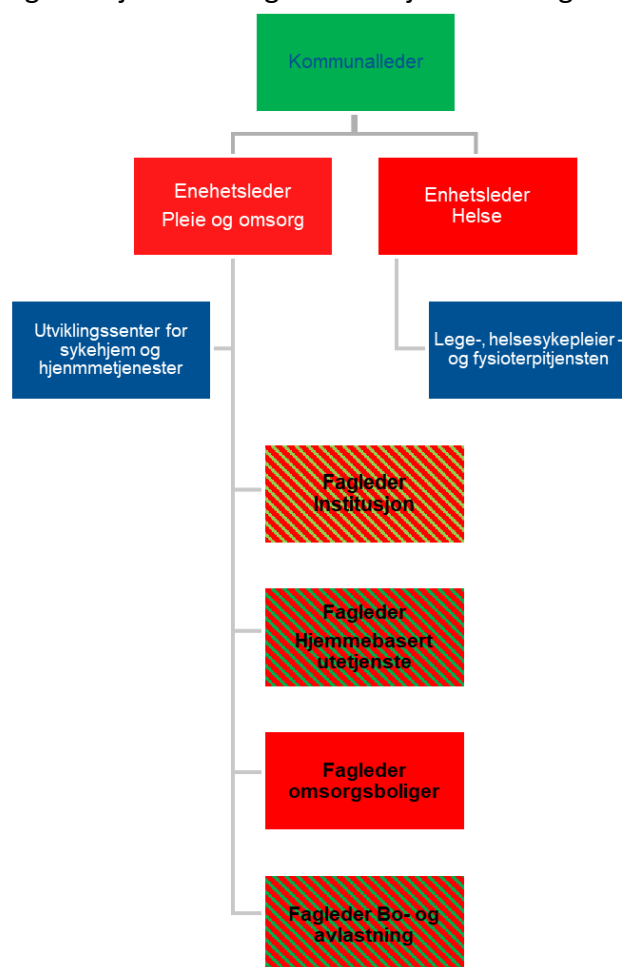 Kommunalleder
Enehetsleder
Pleie og omsorg
Enhetsleder
Helse
Utviklingssenter for
sykehjem og
hjenmmetjenester
Lege-, helsesykepleier -
og fysioterpitjensten
Fagleder
Institusjon
Fagleder
Hjemmebasert
utetjenste
Fagleder
omsorgsboliger
Fagleder Bo- og
avlastning